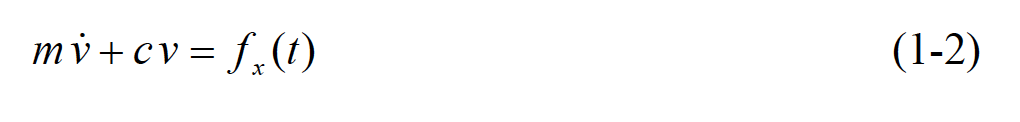 m v̇ + c v = fₓ(t) (1-2)